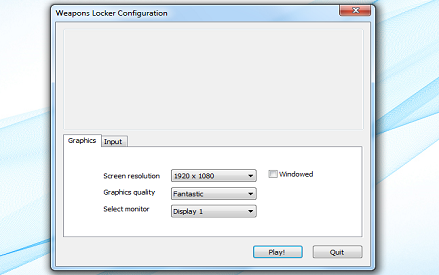 Weapons Locker Configuration
Graphics Input
Screen resolution 1920 x 1080 Windowed
Graphics quality Fantastic
Select monitor Display 1
Play! Quit